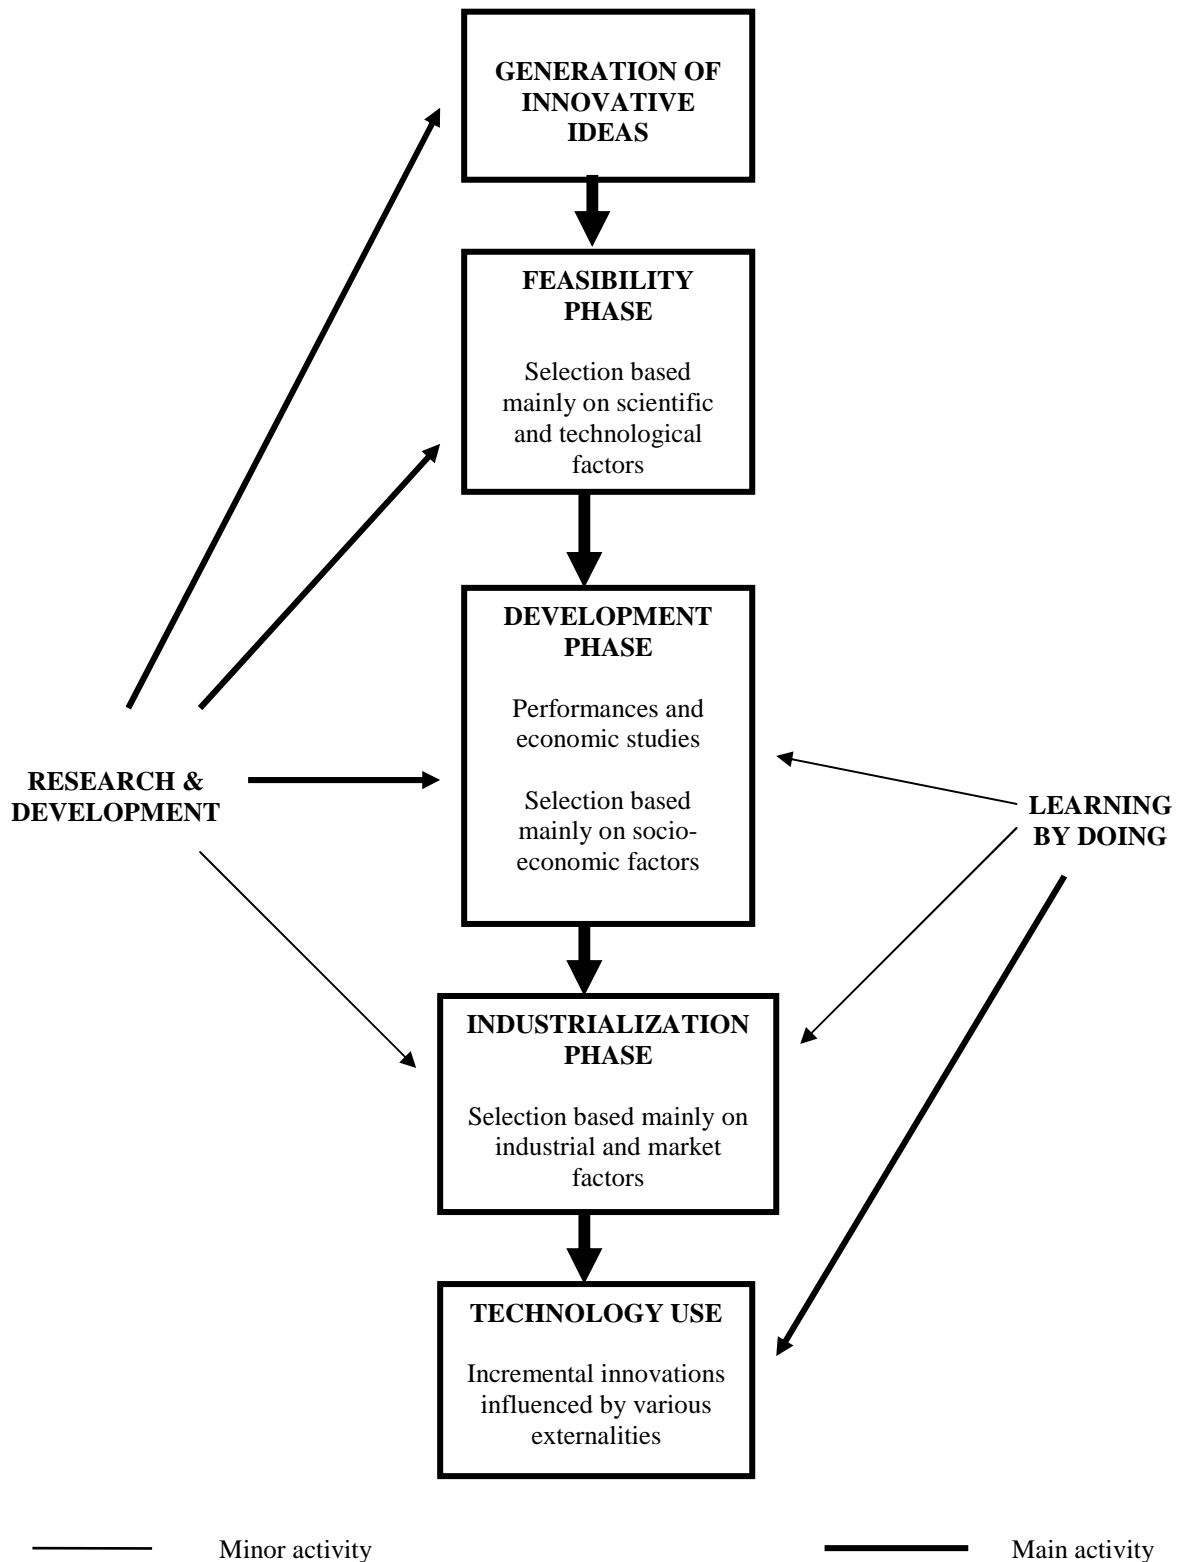 GENERATION OF
INNOVATIVE
IDEAS
FEASIBILITY
PHASE
Selection based
mainly on scientific
and technological
factors
DEVELOPMENT
PHASE
Performances and
economic studies
Selection based
mainly on socio-
economic factors
RESEARCH &
DEVELOPMENT
LEARNING
BY DOING
INDUSTRIALIZATION
PHASE
Selection based mainly on
industrial and market
factors
TECHNOLOGY USE
Incremental innovations
influenced by various
externalities
Minor activity
Main activity